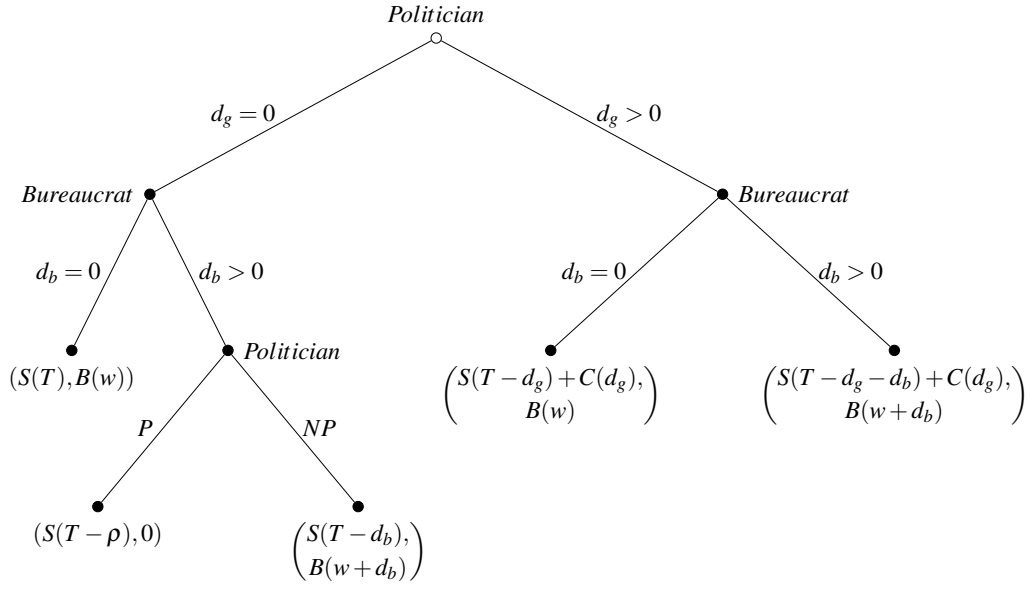 Politician
d_g = 0
d_g > 0
Bureaucrat
Bureaucrat
d_b = 0
d_b > 0
d_b = 0
d_b > 0
(S(T), B(w))
Politician
(S(T − d_g) + C(d_g),
B(w))
(S(T − d_g − d_b) + C(d_g),
B(w + d_b))
P
NP
(S(T − ρ), 0)
(S(T − d_b),
B(w + d_b))